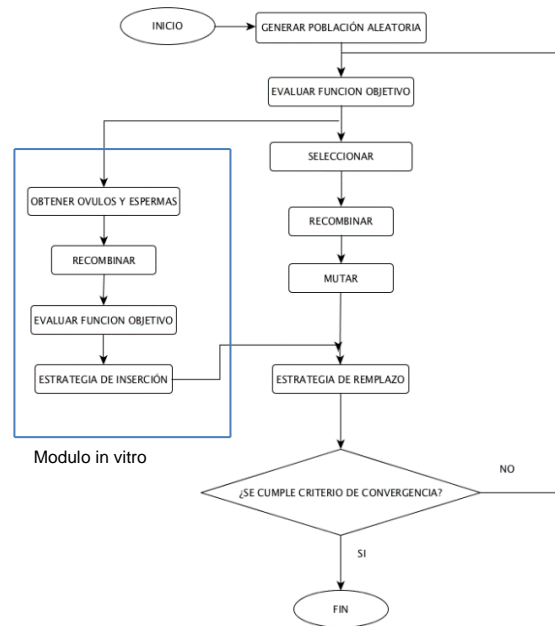 INICIO
GENERAR POBLACIÓN ALEATORIA
EVALUAR FUNCION OBJETIVO
SELECCIONAR
RECOMBINAR
MUTAR
OBTENER OVULOS Y ESPERMAS
RECOMBINAR
EVALUAR FUNCION OBJETIVO
ESTRATEGIA DE INSERCIÓN
Modulo in vitro
ESTRATEGIA DE REMPLAZO
¿SE CUMPLE CRITERIO DE CONVERGENCIA?
NO
SI
FIN